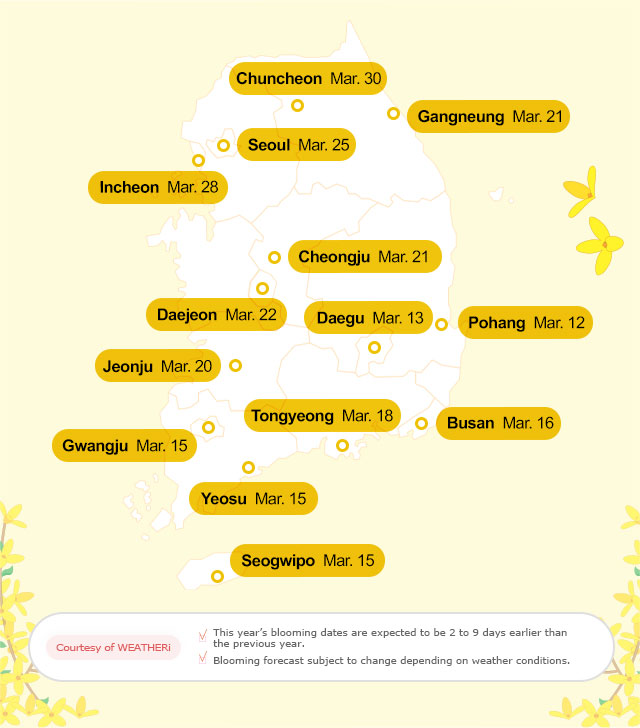 Chuncheon Mar. 30
Gangneung Mar. 21
Seoul Mar. 25
Incheon Mar. 28
Cheongju Mar. 21
Daejeon Mar. 22
Daegu Mar. 13
Pohang Mar. 12
Jeonju Mar. 20
Tongyeong Mar. 18
Busan Mar. 16
Gwangju Mar. 15
Yeosu Mar. 15
Seogwipo Mar. 15
Courtesy of WEATHERi
This year's blooming dates are expected to be 2 to 9 days earlier than
the previous year.
Blooming forecast subject to change depending on weather conditions.